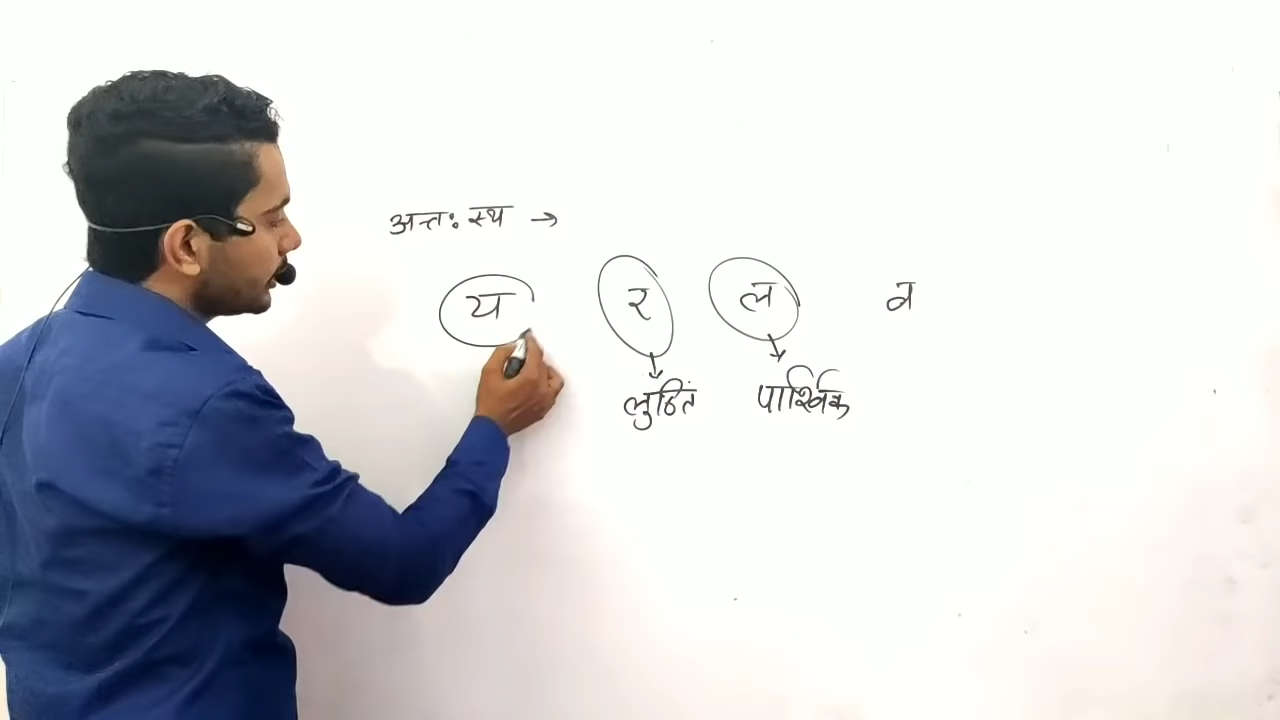 अन्तः स्थ →
य र ल व
लुठितं पार्श्विक